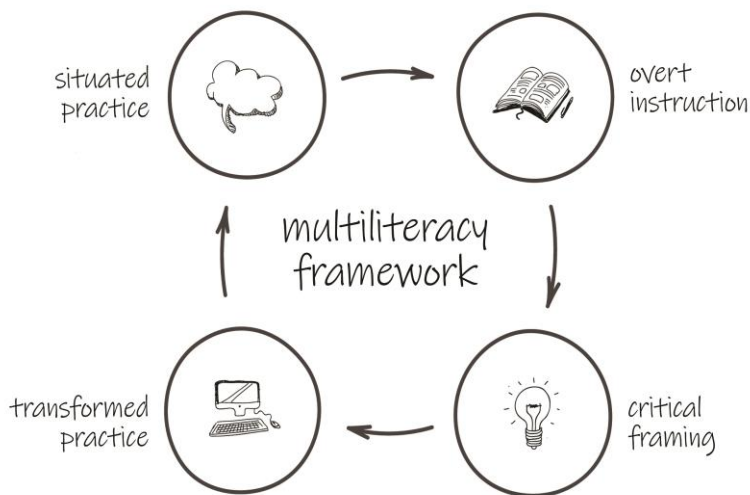 situated
practice
overt
instruction
multiliteracy
framework
transformed
practice
critical
framing